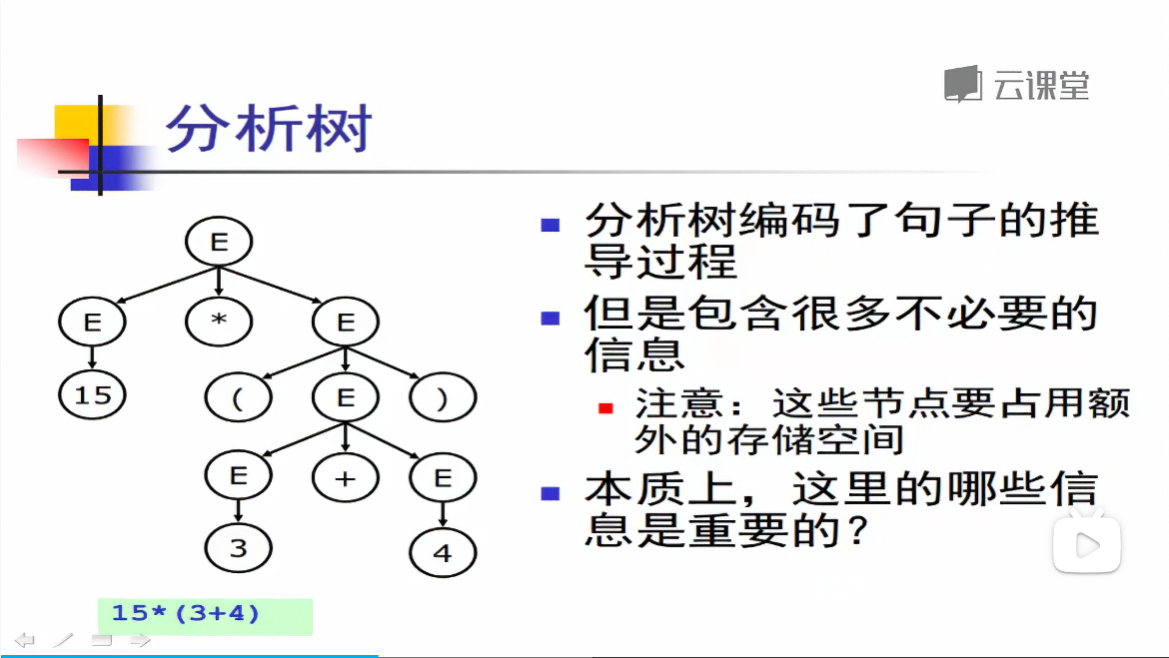 云课堂
分析树
E
E * E
15 ( E )
E + E
3 4
15*(3+4)
分析树编码了句子的推
导过程
但是包含很多不必要的
信息
注意：这些节点要占用额
外的存储空间
本质上，这里的哪些信
息是重要的？